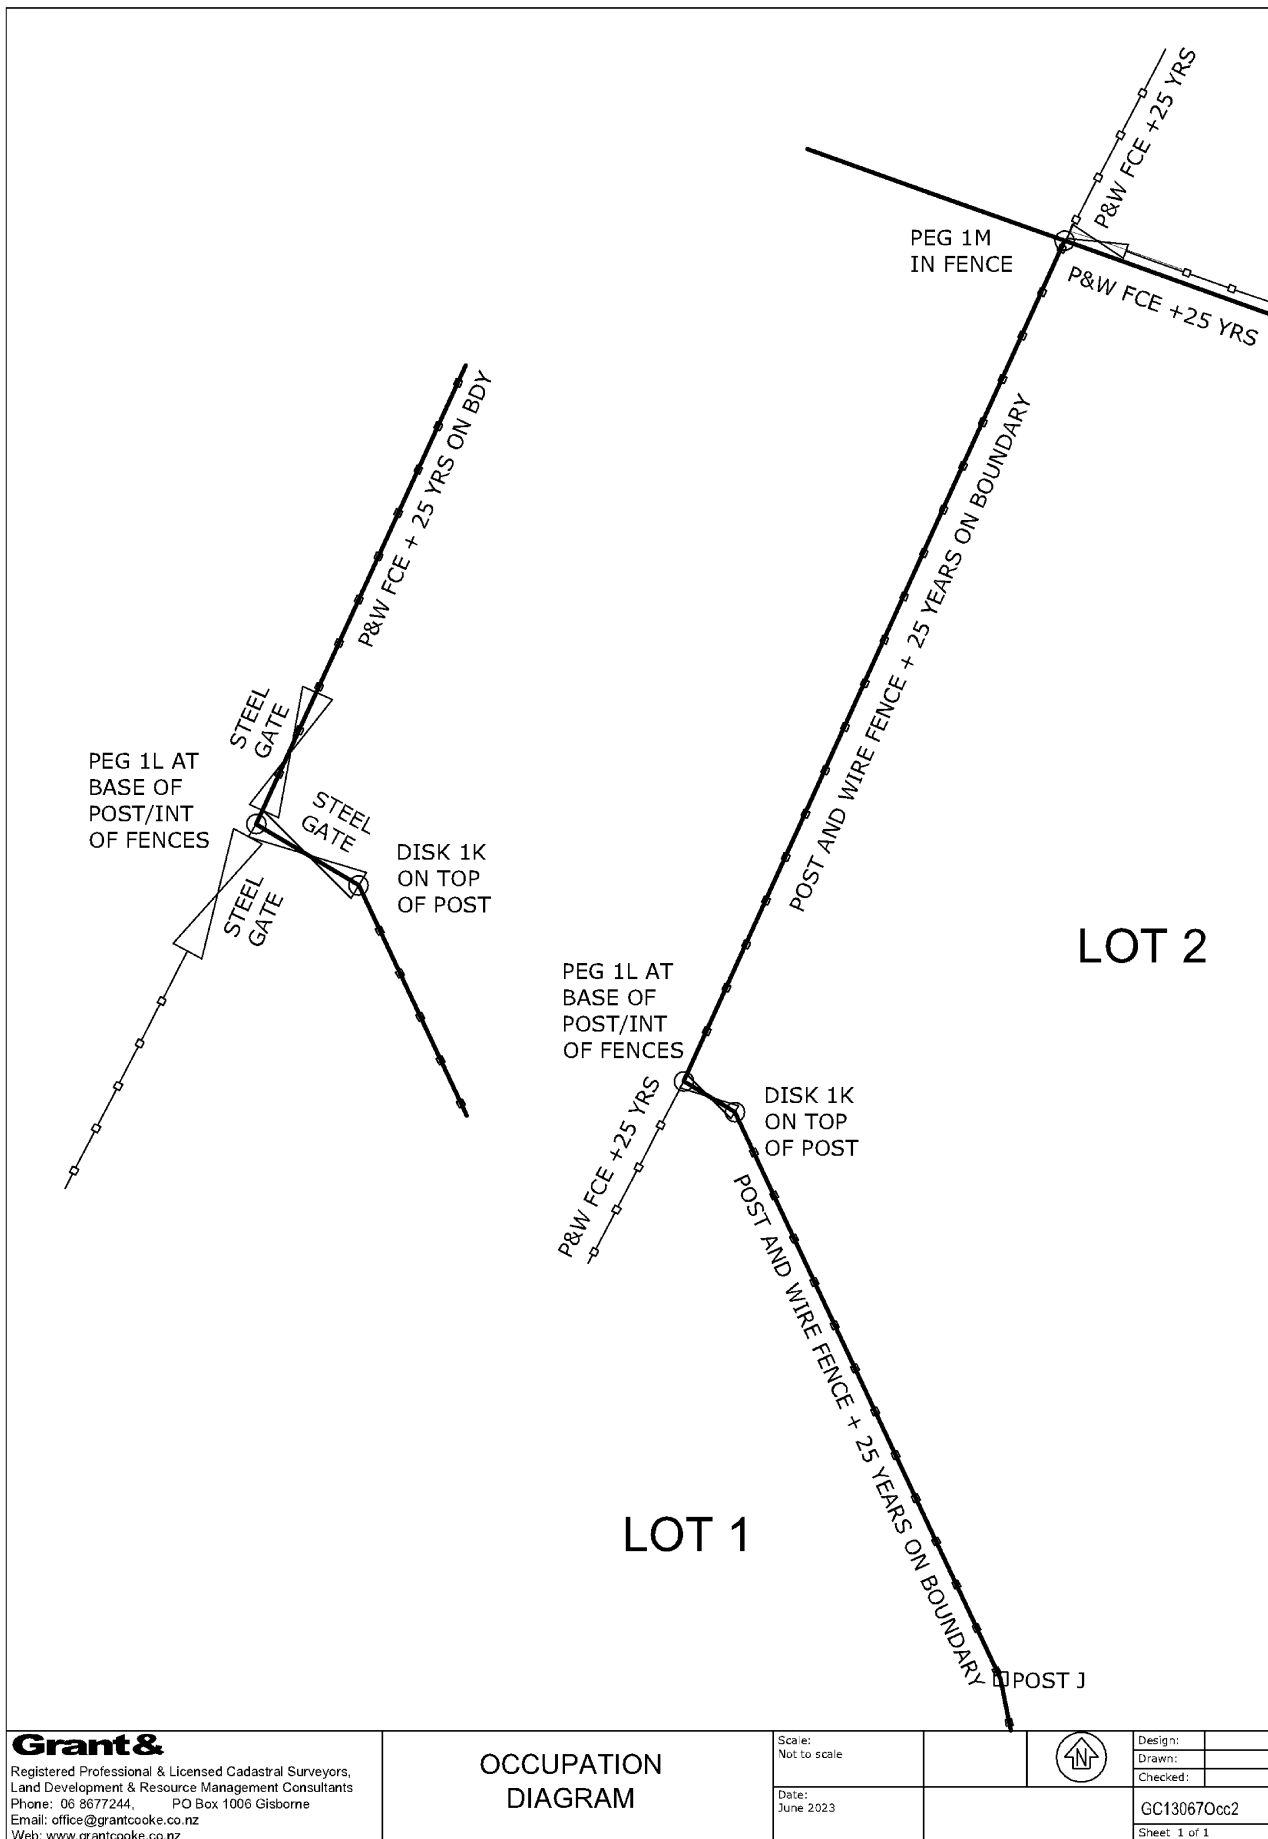 P&W FCE +25 YRS
PEG 1M
IN FENCE
P&W FCE +25 YRS
P&W FCE + 25 YRS ON BDY
POST AND WIRE FENCE + 25 YEARS ON BOUNDARY
STEEL
GATE
PEG 1L AT
BASE OF
POST/INT
OF FENCES
STEEL
GATE
DISK 1K
ON TOP
OF POST
STEEL
GATE
LOT 2
PEG 1L AT
BASE OF
POST/INT
OF FENCES
P&W FCE +25 YRS
DISK 1K
ON TOP
OF POST
POST AND WIRE FENCE + 25 YEARS ON BOUNDARY
LOT 1
POST J
Grant&
Registered Professional & Licensed Cadastral Surveyors,
Land Development & Resource Management Consultants
Phone: 06 8677244, PO Box 1006 Gisborne
Email: office@grantcooke.co.nz
Web: www.grantcooke.co.nz
OCCUPATION
DIAGRAM
Scale:
Not to scale
Date:
June 2023
N
Design:
Drawn:
Checked:
GC13067Occ2
Sheet 1 of 1